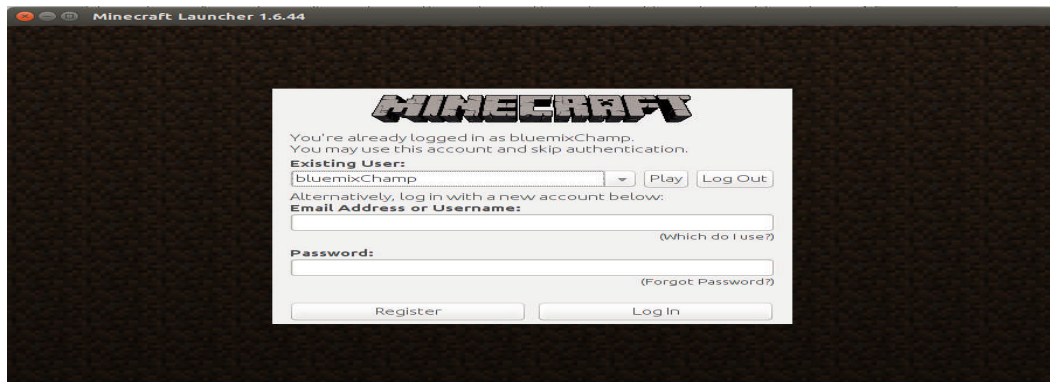 Minecraft Launcher 1.6.44
MINECRAFT
You're already logged in as bluemixChamp.
You may use this account and skip authentication.
Existing User:
bluemixChamp Play Log Out
Alternatively, log in with a new account below:
Email Address or Username:
(Which do I use?)
Password:
(Forgot Password?)
Register Log In